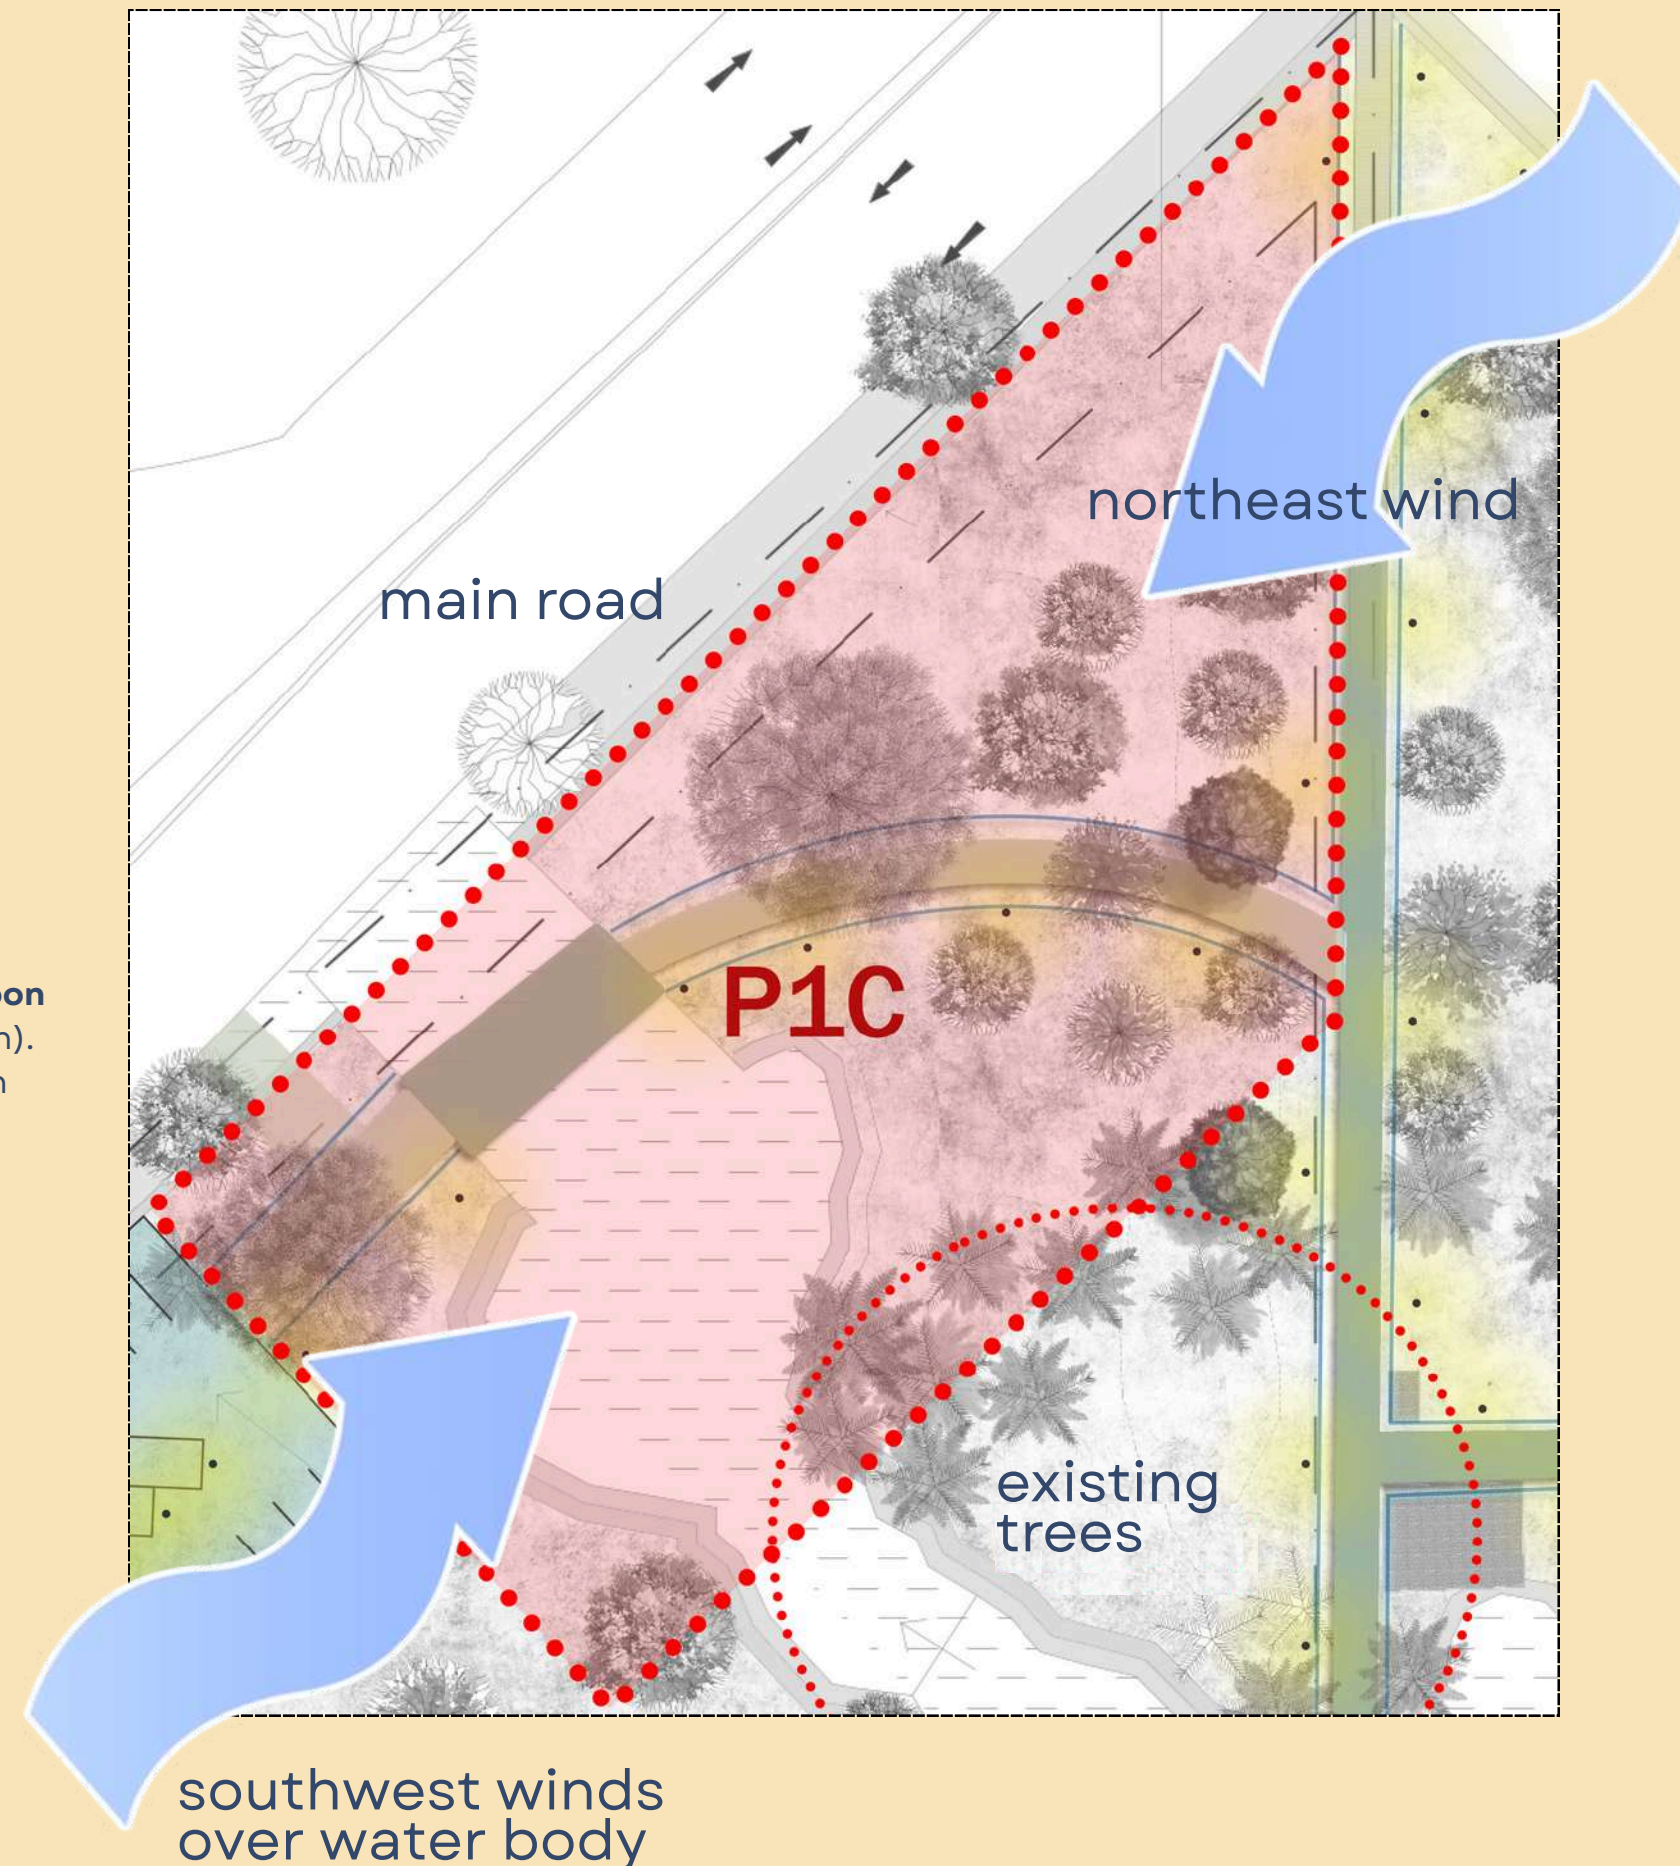 northeast wind
main road
P1C
existing
trees
southwest winds
over water body